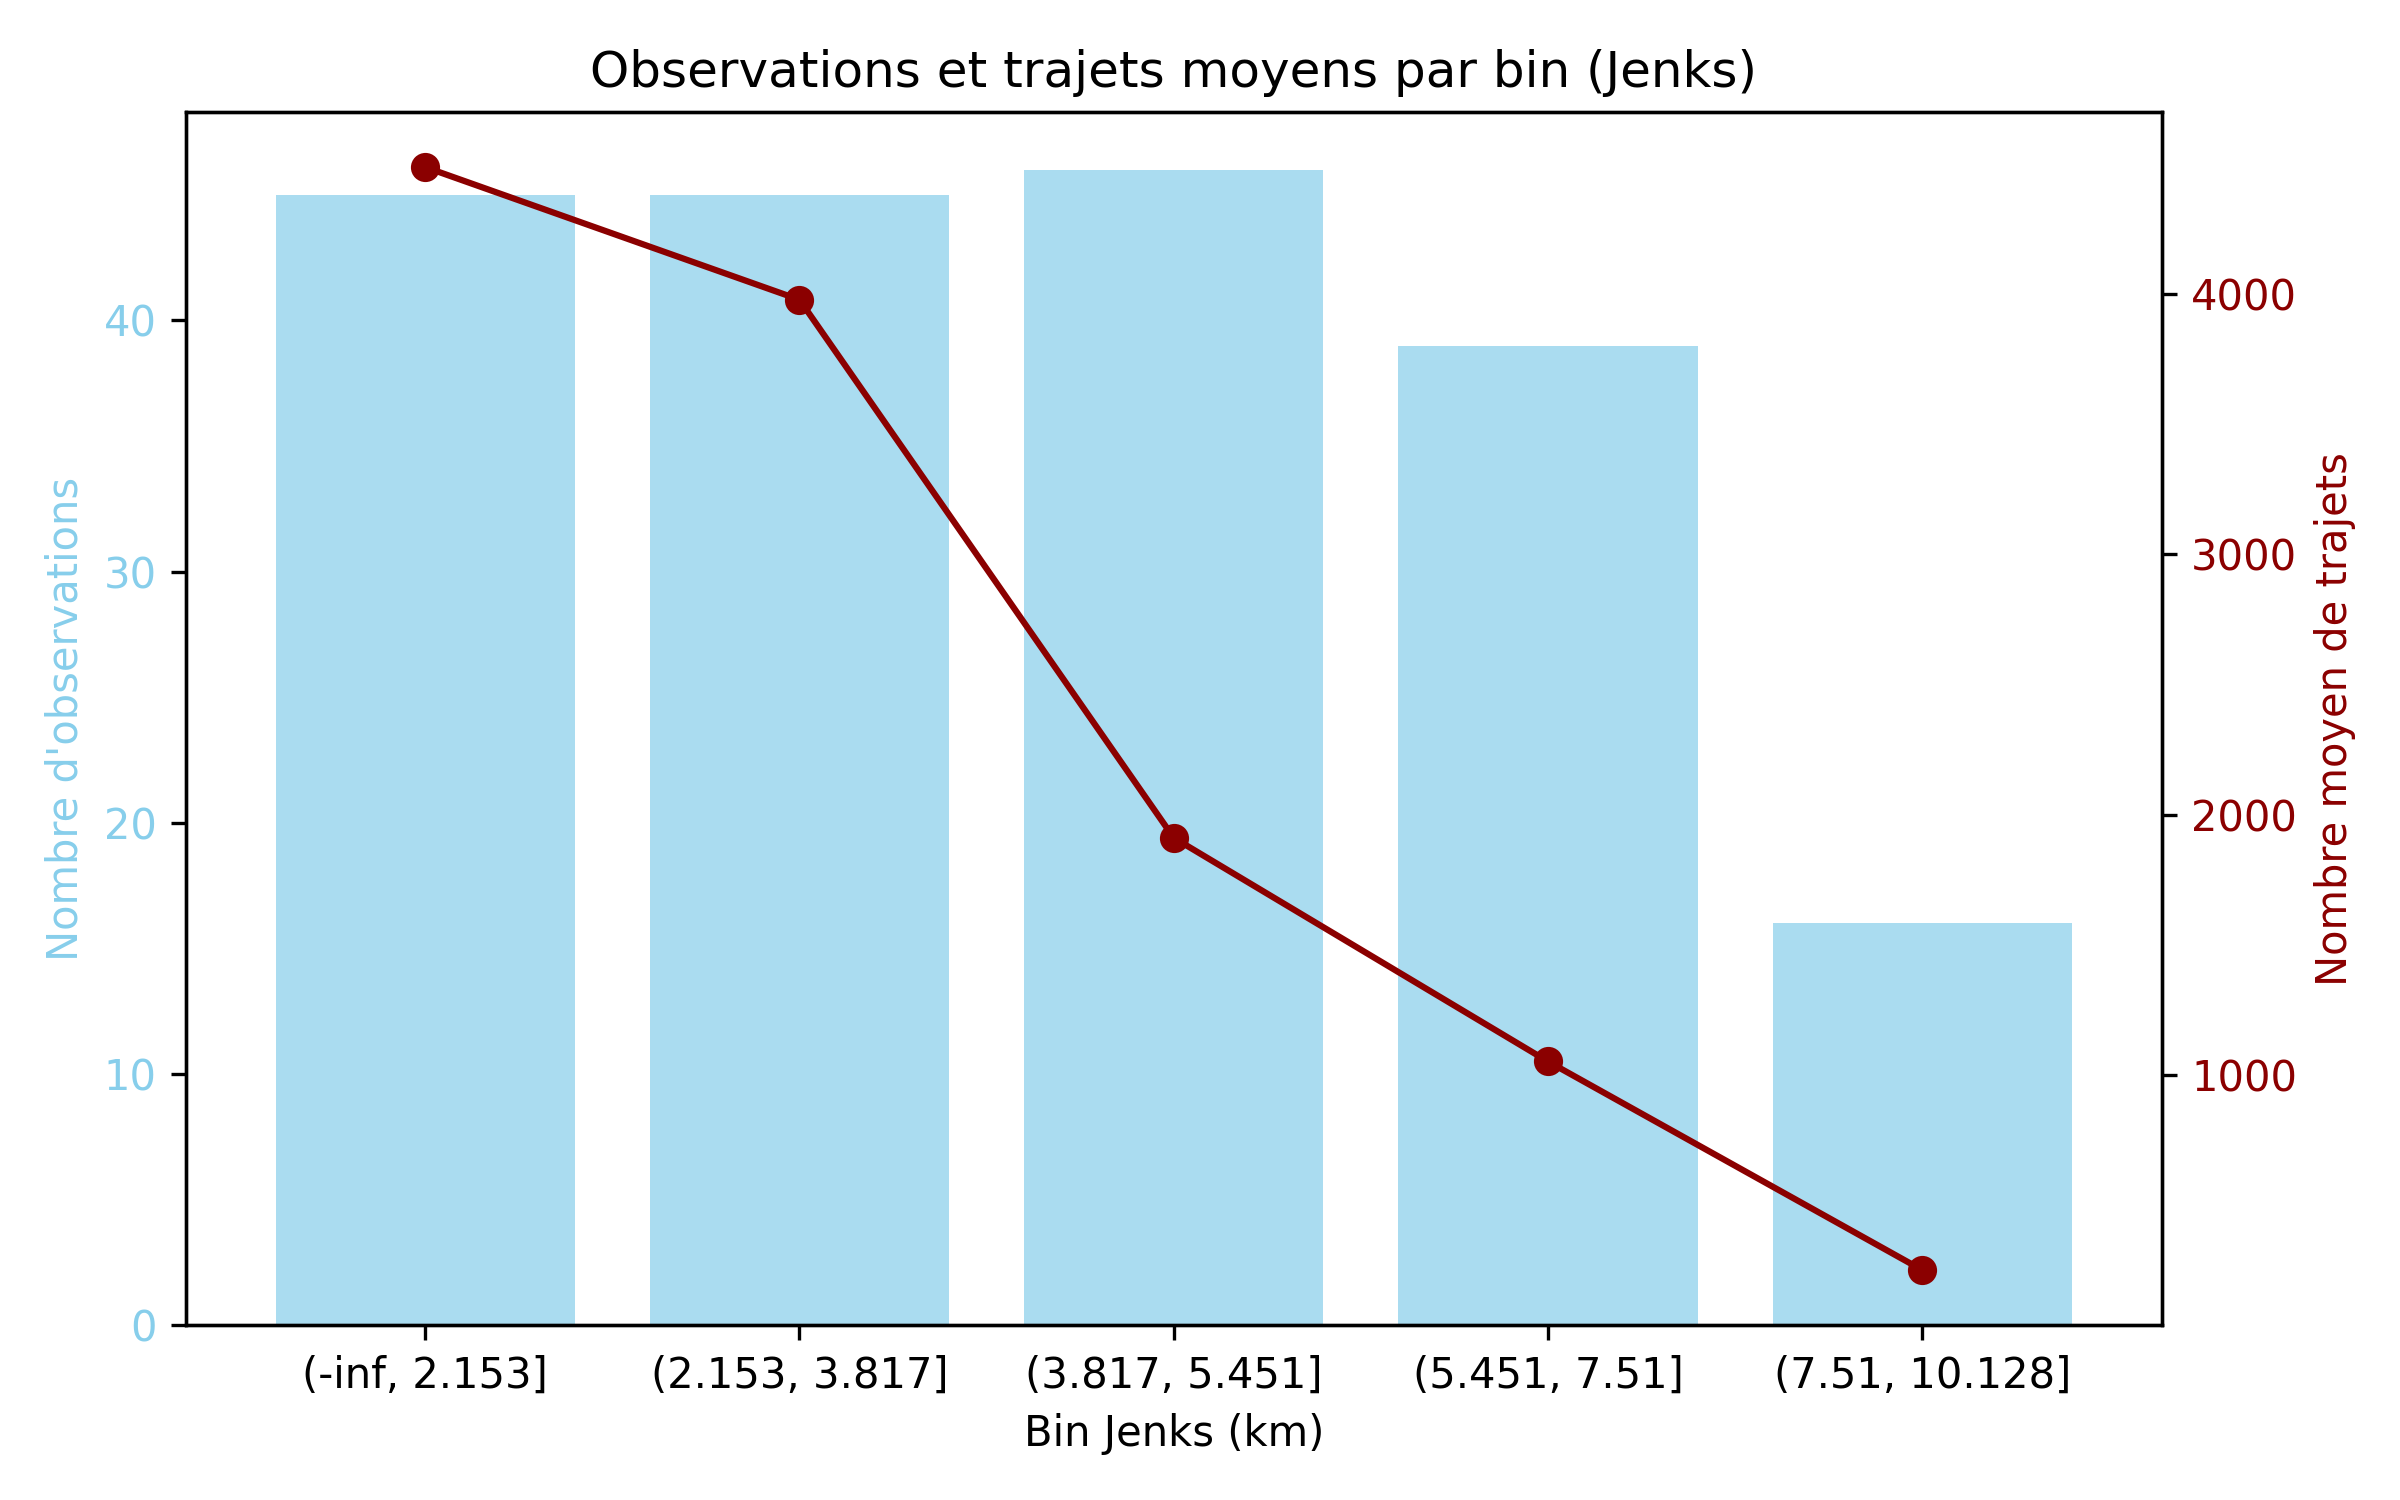 Observations et trajets moyens par bin (Jenks)
Nombre d'observations
40
30
20
10
0
4000
3000
2000
1000
Nombre moyen de trajets
(-inf, 2.153]
(2.153, 3.817]
(3.817, 5.451]
(5.451, 7.51]
(7.51, 10.128]
Bin Jenks (km)